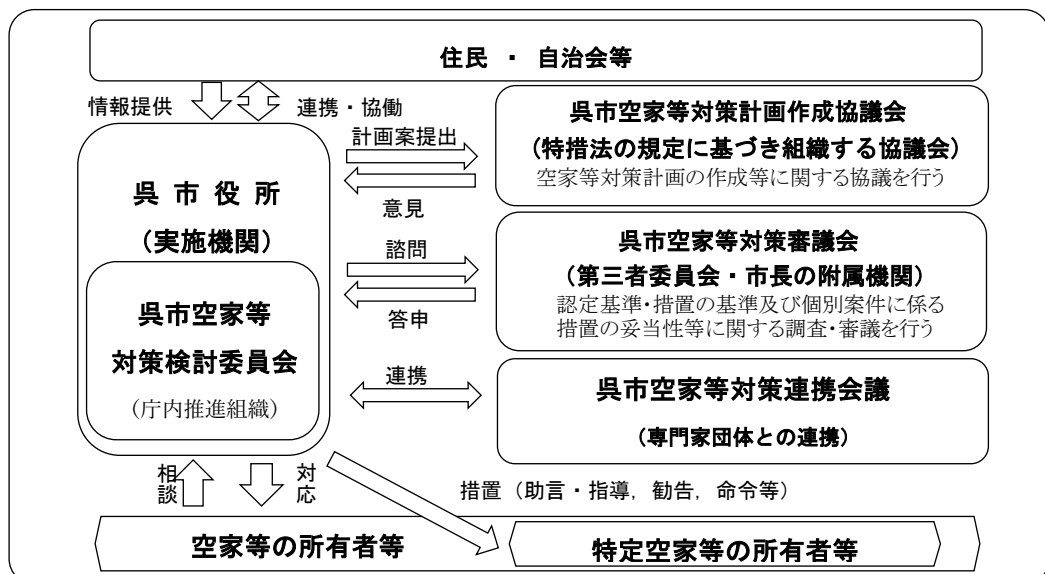 住民 ・ 自治会等
情報提供
連携・協働
呉 市 役 所
(実施機関)
呉市空家等
対策検討委員会
(庁内推進組織)
計画案提出
意見
呉市空家等対策計画作成協議会
(特措法の規定に基づき組織する協議会)
空家等対策計画の作成等に関する協議を行う
諮問
答申
呉市空家等対策審議会
(第三者委員会・市長の附属機関)
認定基準・措置の基準及び個別案件に係る
措置の妥当性等に関する調査・審議を行う
連携
呉市空家等対策連携会議
(専門家団体との連携)
相談
対応
措置（助言・指導，勧告，命令等）
空家等の所有者等
特定空家等の所有者等